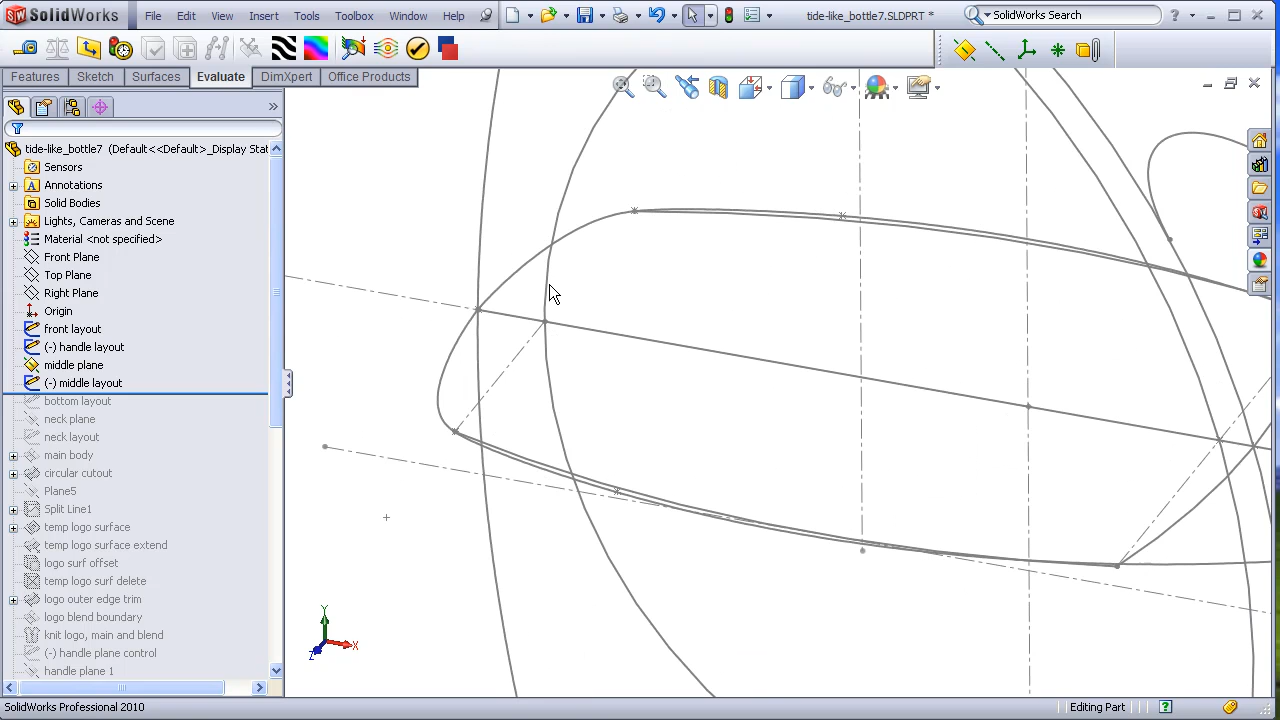 SolidWorks File Edit View Insert Tools Toolbox Window Help tide-like_bottle7.SLDPRT * SolidWorks Search
Features Sketch Surfaces Evaluate DimXpert Office Products
tide-like_bottle7 (Default<<Default>_Display Stat
Sensors
Annotations
Solid Bodies
Lights, Cameras and Scene
Material <not specified>
Front Plane
Top Plane
Right Plane
Origin
front layout
(-) handle layout
middle plane
(-) middle layout
bottom layout
neck plane
neck layout
main body
circular cutout
Plane5
Split Line1
temp logo surface
temp logo surface extend
logo surf offset
temp logo surf delete
logo outer edge trim
logo blend boundary
knit logo, main and blend
(-) handle plane control
handle plane 1
Y
X
Z
SolidWorks Professional 2010 Editing Part